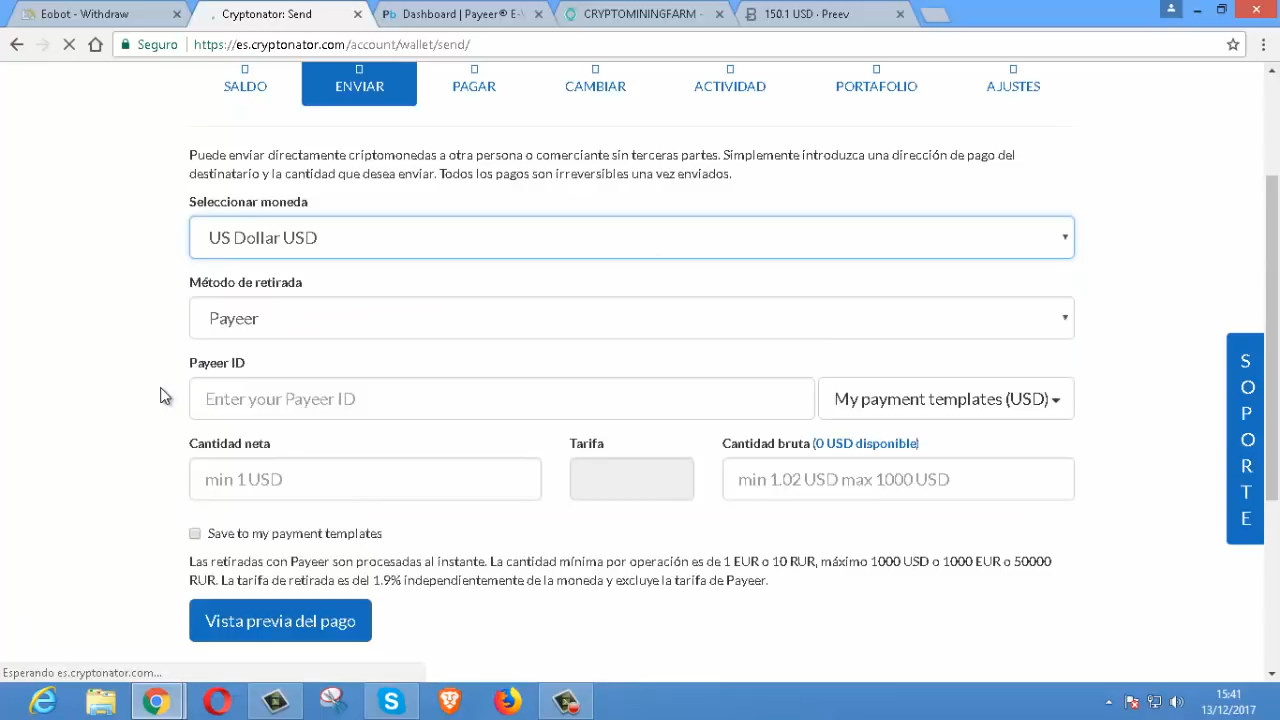 Eobot - Withdraw
Cryptonator: Send
Dashboard | Payeer® E-W
CRYPTOMININGFARM -
150.1 USD · Preev
Seguro
https://es.cryptonator.com/account/wallet/send/
SALDO
ENVIAR
PAGAR
CAMBIAR
ACTIVIDAD
PORTAFOLIO
AJUSTES
Puede enviar directamente criptomonedas a otra persona o comerciante sin terceras partes. Simplemente introduzca una dirección de pago del
destinatario y la cantidad que desea enviar. Todos los pagos son irreversibles una vez enviados.
Seleccionar moneda
US Dollar USD
Método de retirada
Payeer
Payeer ID
Enter your Payeer ID
My payment templates (USD)
Cantidad neta
Tarifa
Cantidad bruta (0 USD disponible)
min 1 USD
min 1.02 USD max 1000 USD
Save to my payment templates
Las retiradas con Payeer son procesadas al instante. La cantidad mínima por operación es de 1 EUR o 10 RUR, máximo 1000 USD o 1000 EUR o 50000
RUR. La tarifa de retirada es del 1.9% independientemente de la moneda y excluye la tarifa de Payeer.
Vista previa del pago
SOPORTE
Esperando es.cryptonator.com...
15:41
13/12/2017